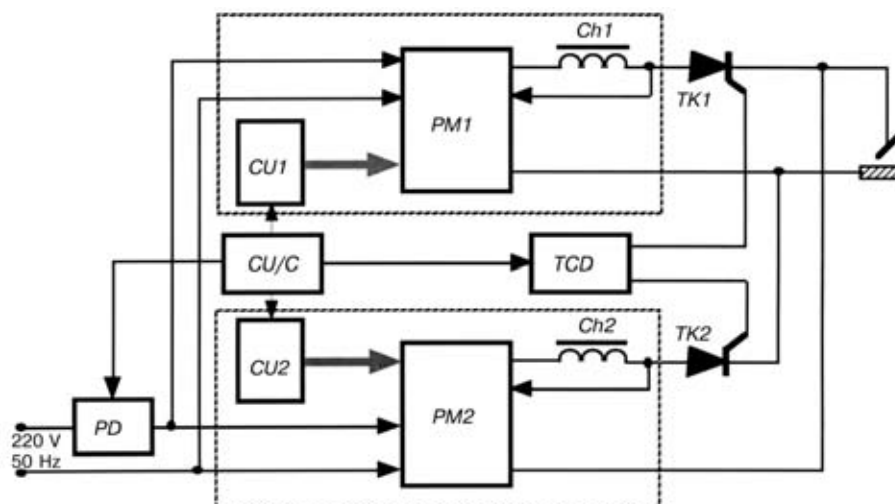 Ch1
PM1
TK1
CU1
CU/C
TCD
Ch2
TK2
CU2
PM2
PD
220 V
50 Hz